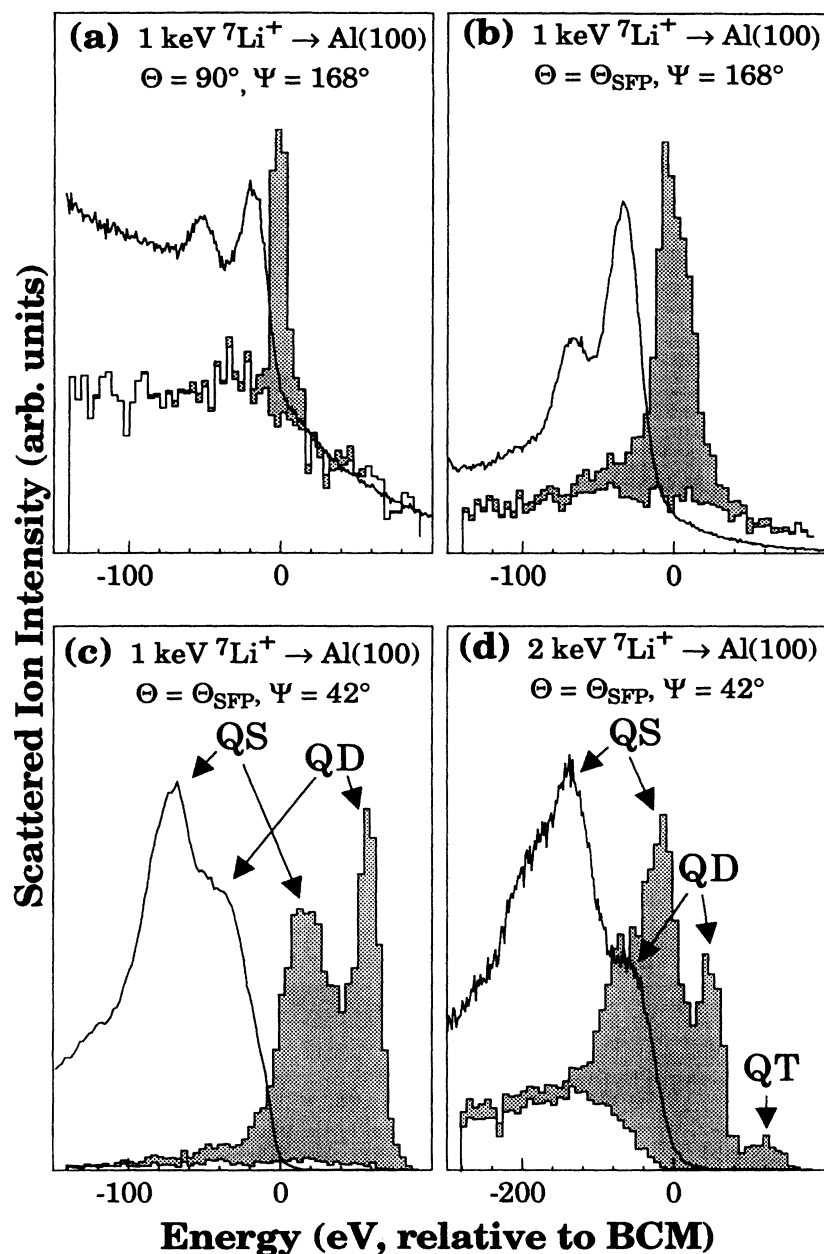 (a) 1 keV ⁷Li⁺ → Al(100)
Θ = 90°, Ψ = 168°
-100 0
(b) 1 keV ⁷Li⁺ → Al(100)
Θ = Θ_SFP, Ψ = 168°
-100 0
(c) 1 keV ⁷Li⁺ → Al(100)
Θ = Θ_SFP, Ψ = 42°
QS
QD
-100 0
(d) 2 keV ⁷Li⁺ → Al(100)
Θ = Θ_SFP, Ψ = 42°
QS
QD
QT
-200 0
Scattered Ion Intensity (arb. units)
Energy (eV, relative to BCM)